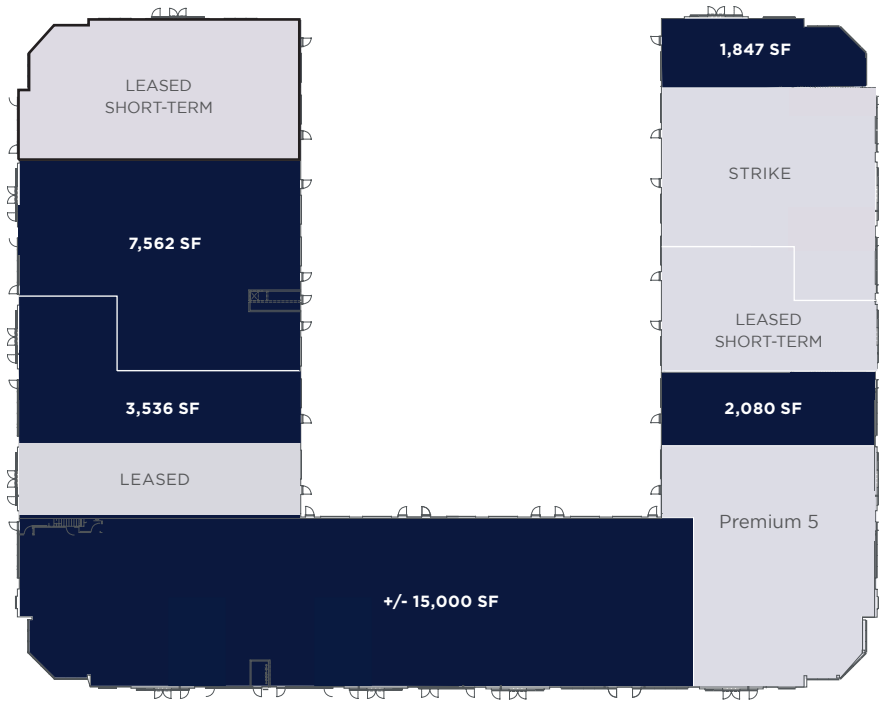 LEASED
SHORT-TERM
7,562 SF
3,536 SF
LEASED
+/- 15,000 SF
1,847 SF
STRIKE
LEASED
SHORT-TERM
2,080 SF
Premium 5